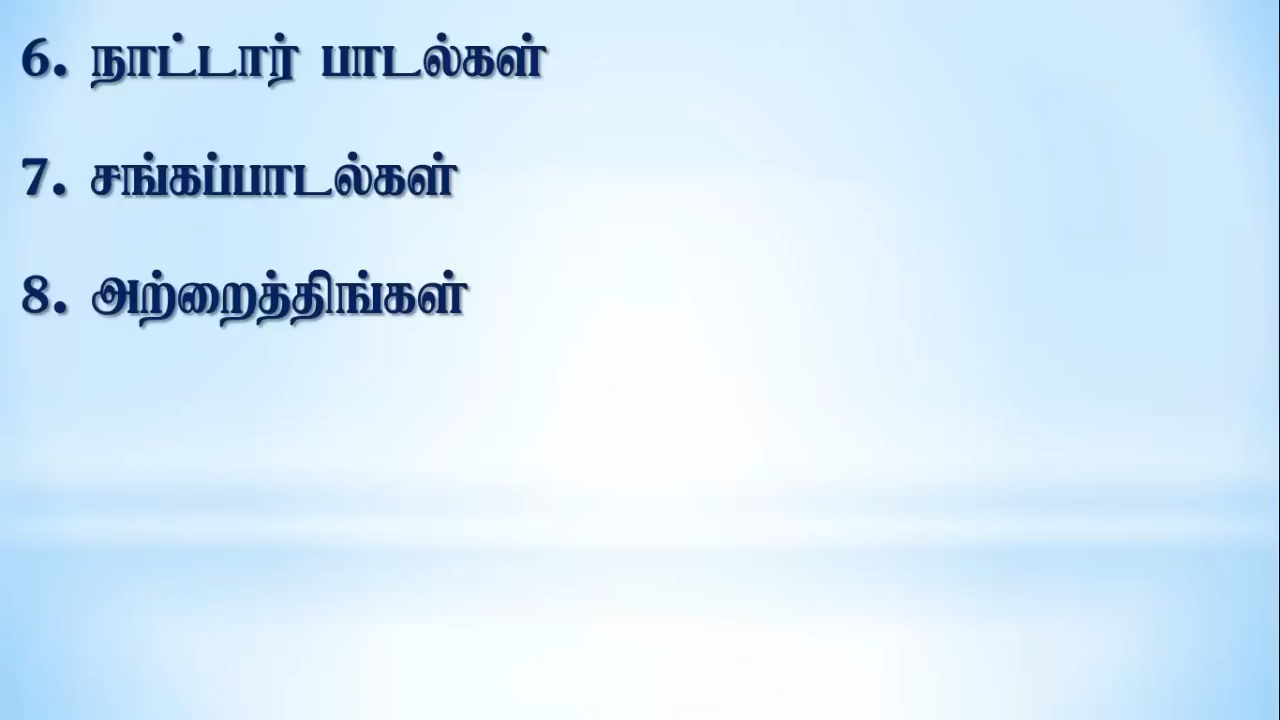 6. நாட்டார் பாடல்கள்
7. சங்கப்பாடல்கள்
8. அற்றைத்திங்கள்